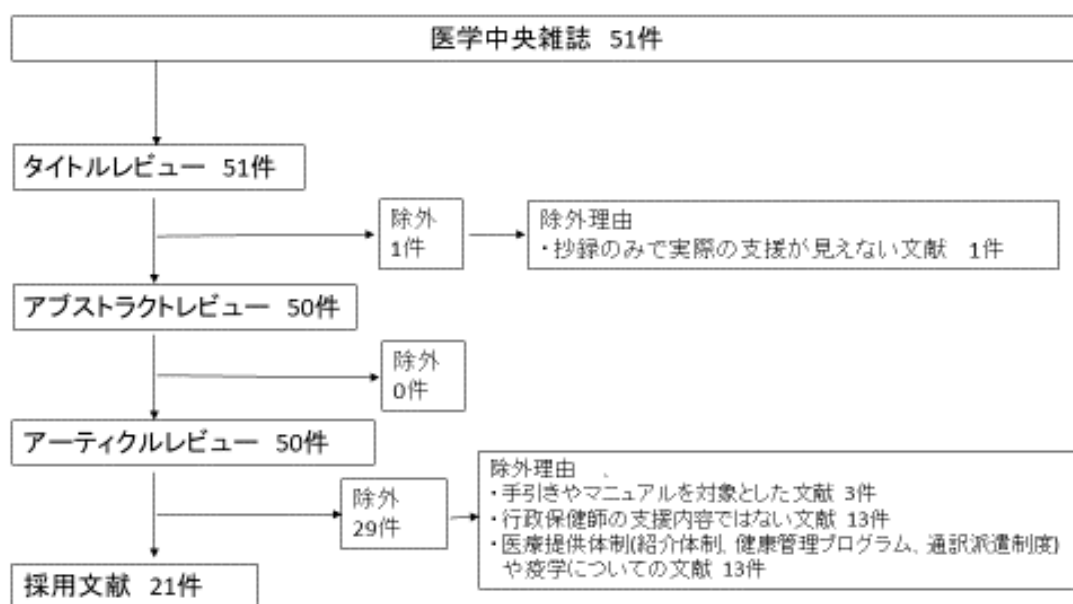 医学中央雑誌 51件
タイトルレビュー 51件
除外
1件
除外理由
・抄録のみで実際の支援が見えない文献 1件
アブストラクトレビュー 50件
除外
0件
アーティクルレビュー 50件
除外
29件
除外理由 、
・手引きやマニュアルを対象とした文献 3件
・行政保健師の支援内容ではない文献 13件
・医療提供体制(紹介体制、健康管理プログラム、通訳派遣制度)
や疫学についての文献 13件
採用文献 21件